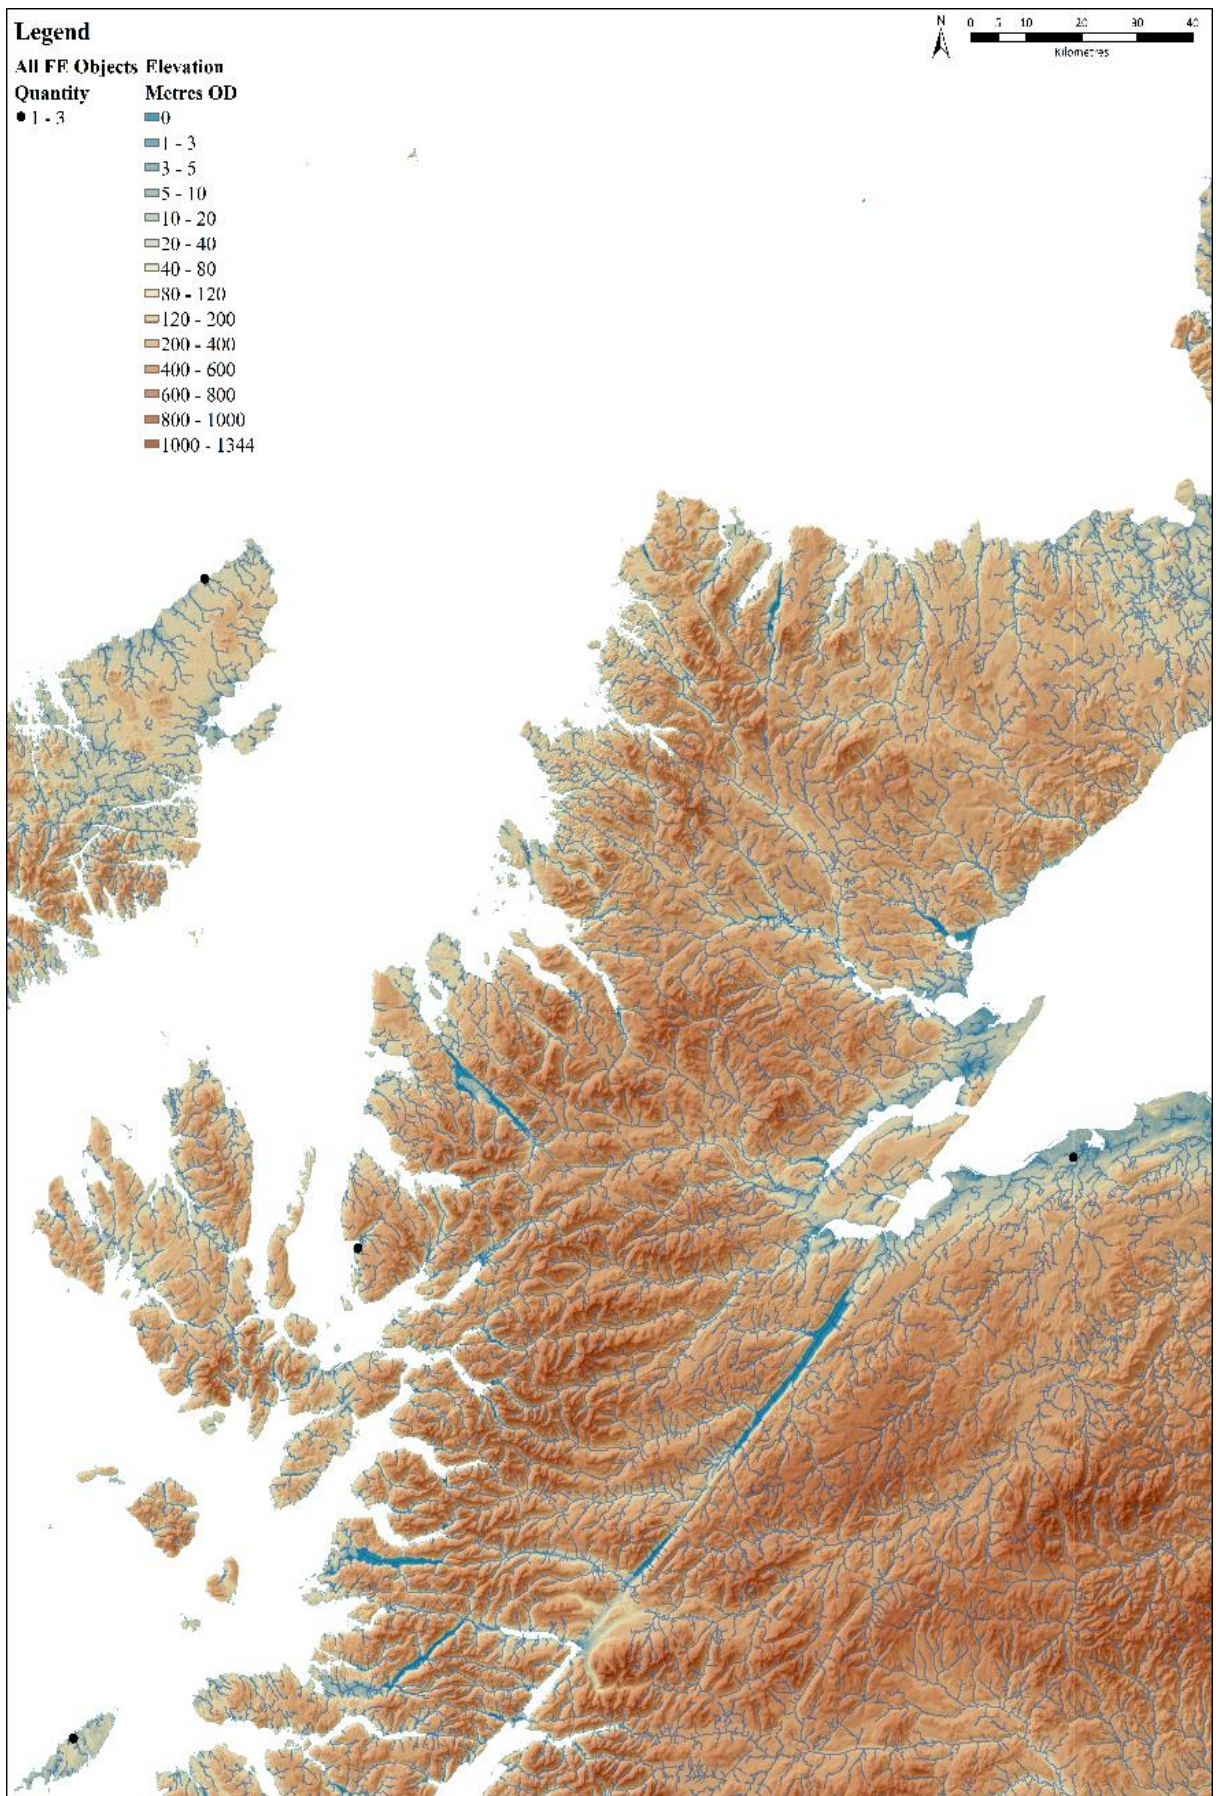 Legend
All FE Objects Elevation
Quantity Metres OD
1 - 3 0
1 - 3
3 - 5
5 - 10
10 - 20
20 - 40
40 - 80
80 - 120
120 - 200
200 - 400
400 - 600
600 - 800
800 - 1000
1000 - 1344
N 0 5 10 20 30 40
Kilometres